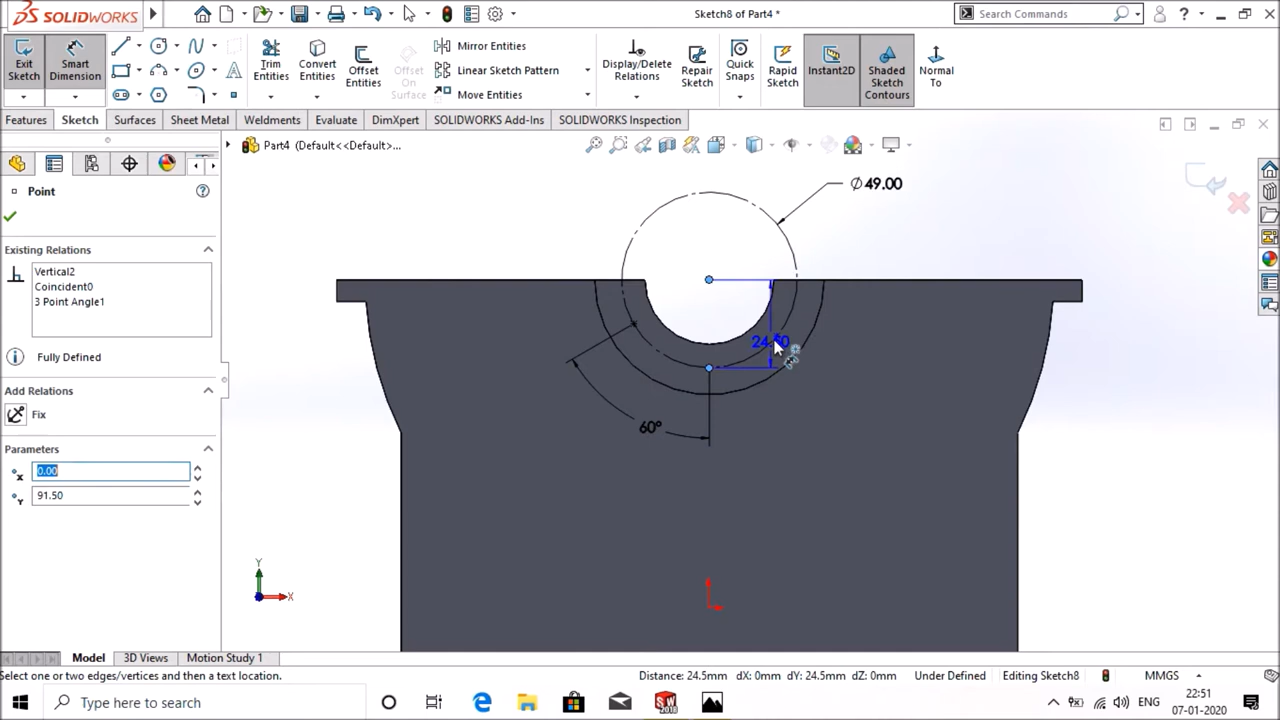 SOLIDWORKS
Sketch8 of Part4 *
Search Commands
?
Exit Sketch
Smart Dimension
Trim Entities
Convert Entities
Offset Entities
Offset On Surface
Mirror Entities
Linear Sketch Pattern
Move Entities
Display/Delete Relations
Repair Sketch
Quick Snaps
Rapid Sketch
Instant2D
Shaded Sketch Contours
Normal To
Features
Sketch
Surfaces
Sheet Metal
Weldments
Evaluate
DimXpert
SOLIDWORKS Add-Ins
SOLIDWORKS Inspection
Part4 (Default<<Default>...
Point
?
Existing Relations
Vertical2
Coincident0
3 Point Angle1
Fully Defined
Add Relations
Fix
Parameters
x 0.00
Y 91.50
Ø49.00
24.50
60°
Y
X
Model
3D Views
Motion Study 1
Select one or two edges/vertices and then a text location.
Distance: 24.5mm dX: 0mm dY: 24.5mm dZ: 0mm
Under Defined
Editing Sketch8
MMGS
Type here to search
SW
2018
ENG
22:51
07-01-2020